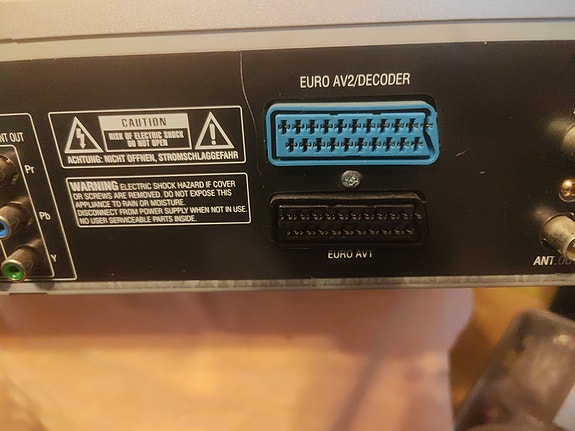 EURO AV2/DECODER
CAUTION
RISK OF ELECTRIC SHOCK
DO NOT OPEN
ACHTUNG: NICHT ÖFFNEN, STROMSCHLAGGEFAHR
WARNING ELECTRIC SHOCK HAZARD IF COVER
OR SCREWS ARE REMOVED. DO NOT EXPOSE THIS
APPLIANCE TO RAIN OR MOISTURE.
DISCONNECT FROM POWER SUPPLY WHEN NOT IN USE.
NO USER SERVICEABLE PARTS INSIDE.
OUT
Pr
Pb
Y
EURO AV1
ANT.